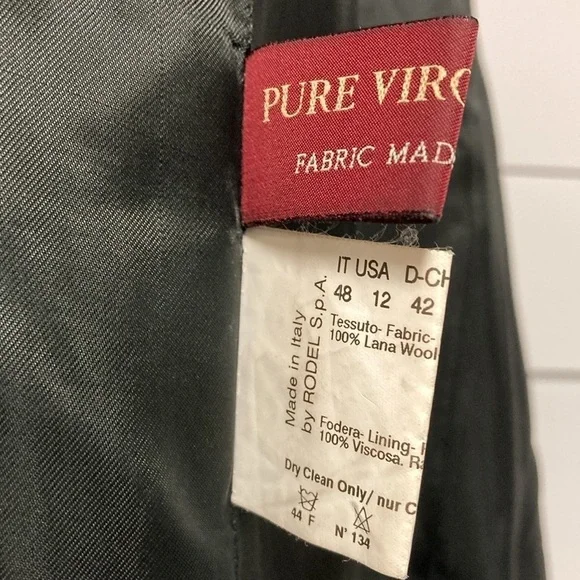 PURE VIRG
FABRIC MAD
IT USA D-CH
48 12 42
Made in Italy
by RODEL S.p.A.
Tessuto- Fabric-
100% Lana Wool
Fodera- Lining-
100% Viscosa. Ra
Dry Clean Only/ nur C
44 F N° 134